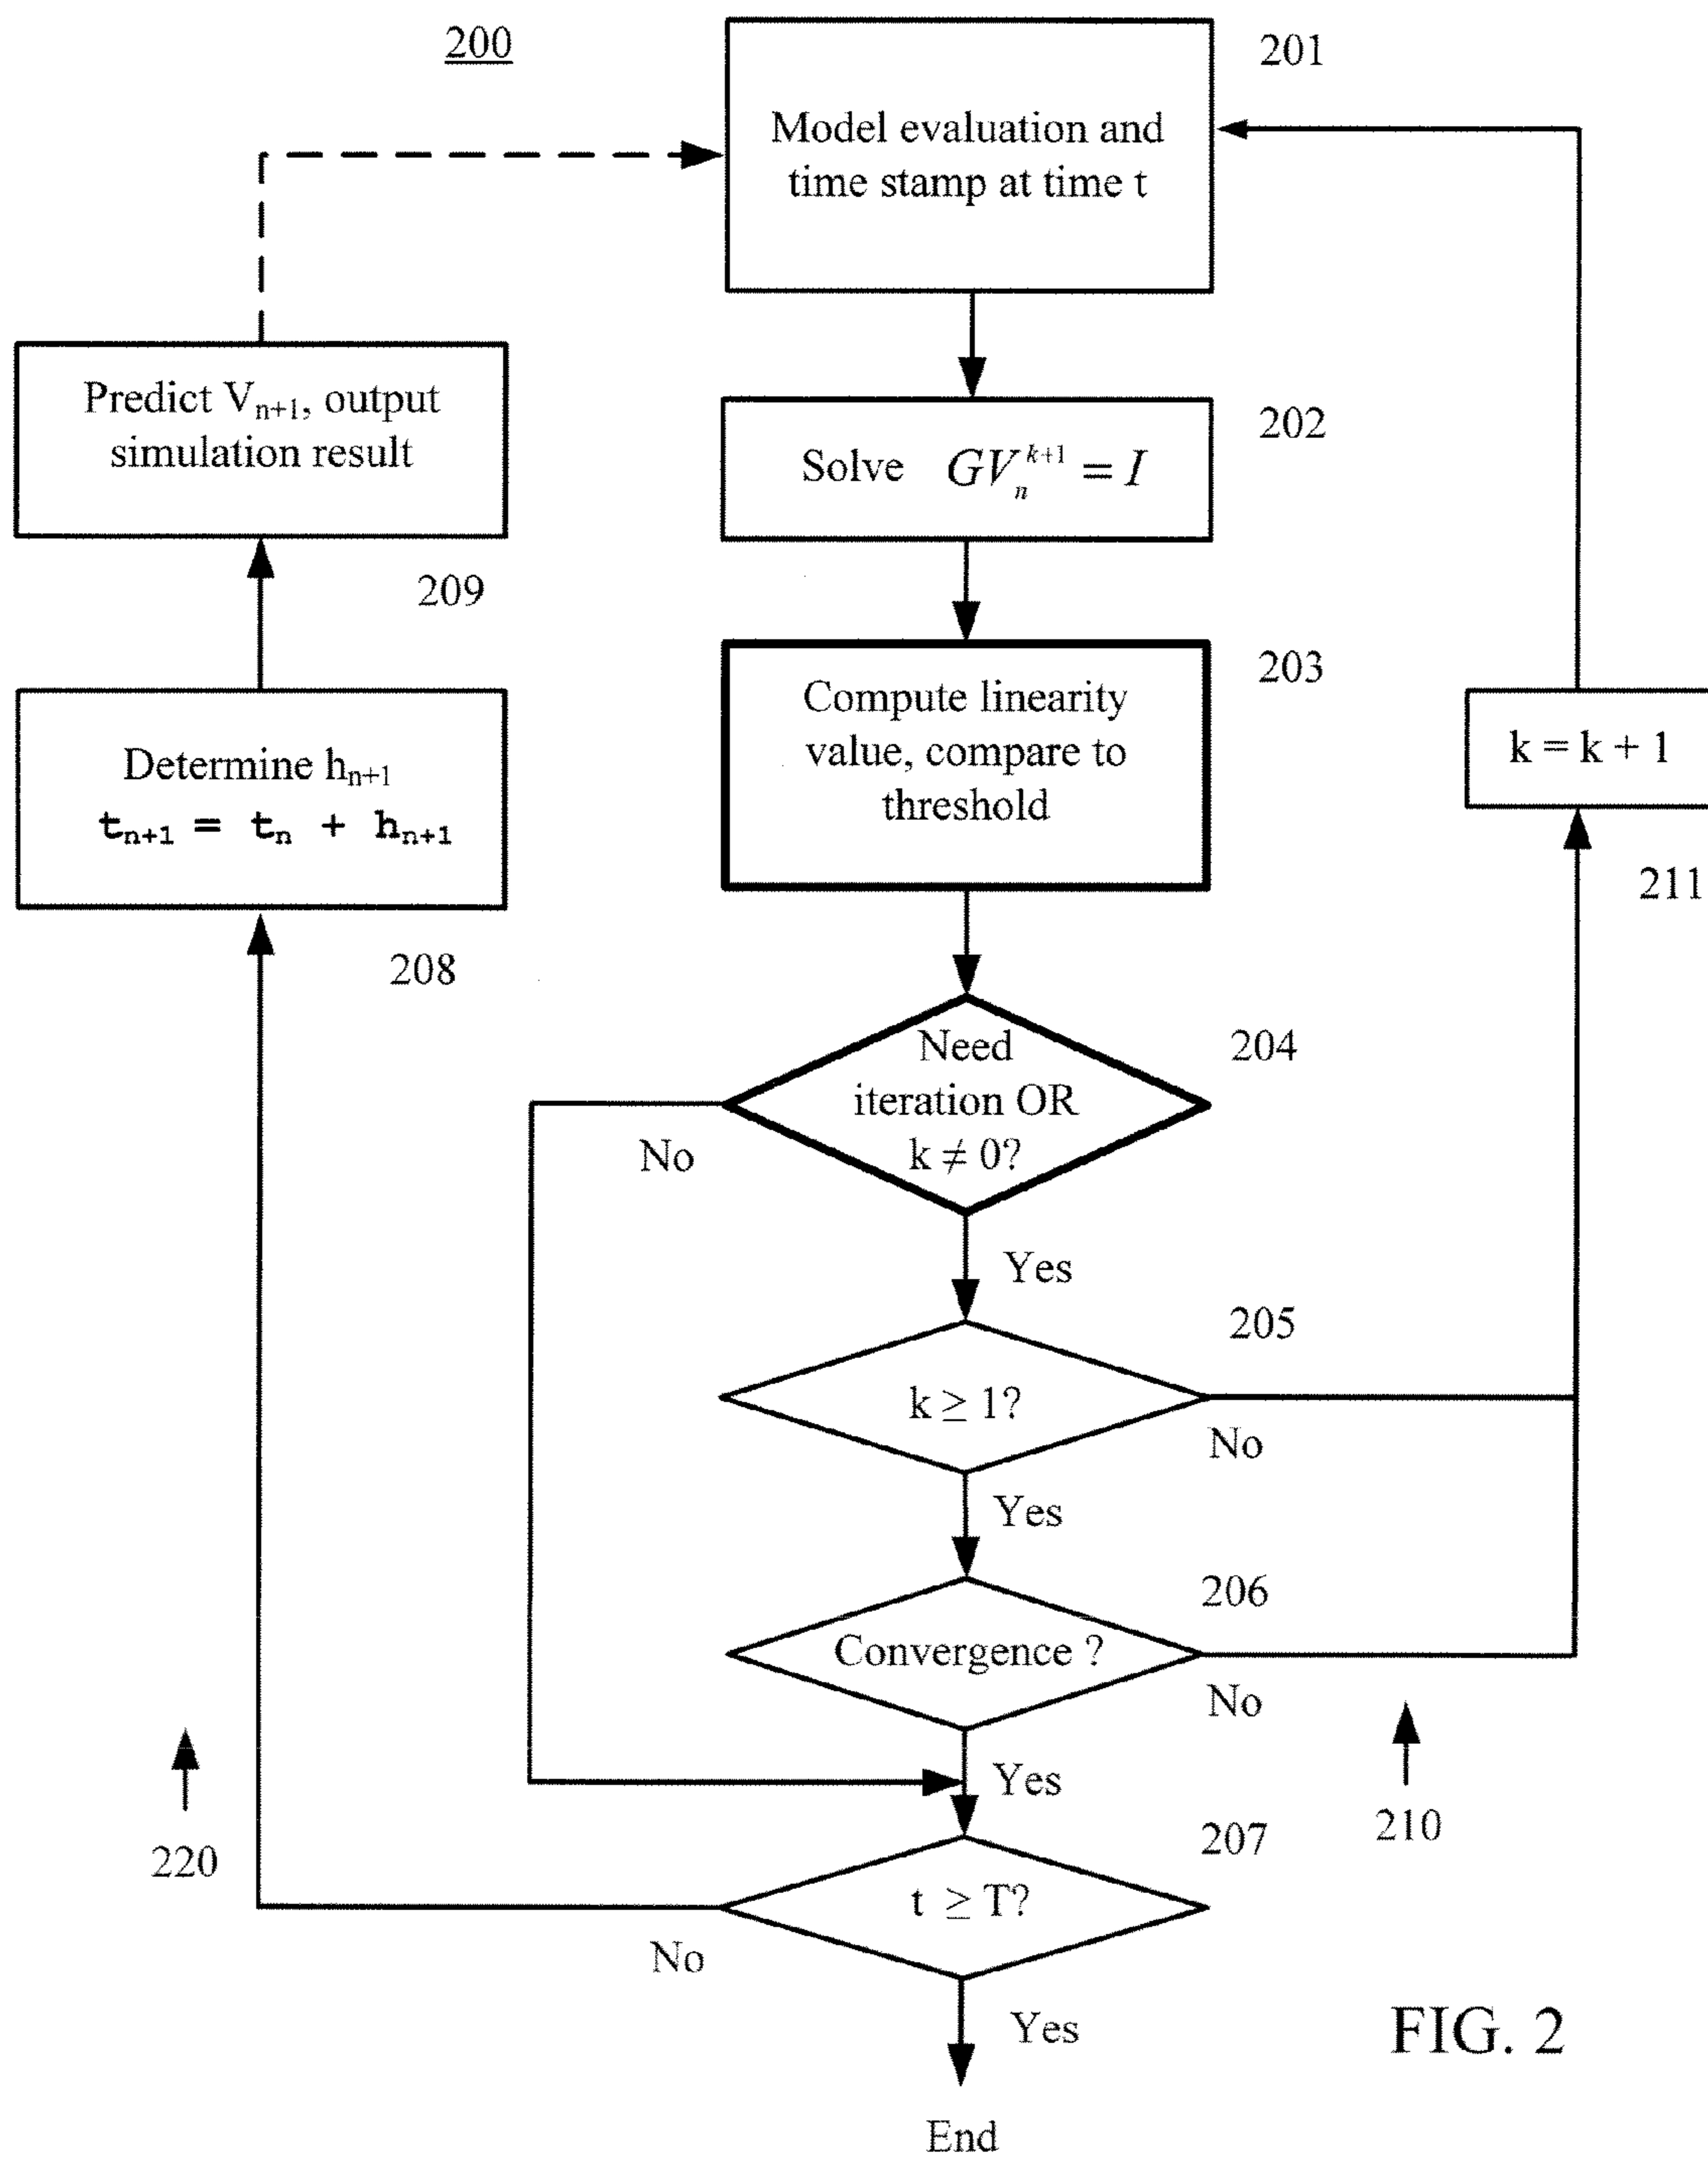 200
201
Model evaluation and
time stamp at time t
202
Solve GVₙᵏ⁺¹ = I
Predict Vₙ₊₁, output
simulation result
209
203
Compute linearity
value, compare to
threshold
k = k + 1
211
Determine hₙ₊₁
tₙ₊₁ = tₙ + hₙ₊₁
208
204
Need
iteration OR
k ≠ 0?
No
Yes
205
k ≥ 1?
No
Yes
206
Convergence ?
No
Yes
210
220
207
t ≥ T?
No
Yes
FIG. 2
End